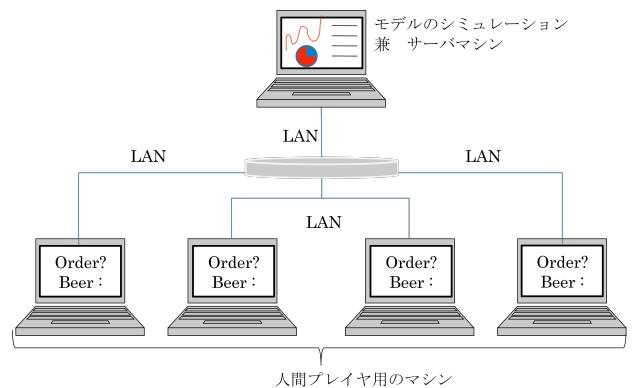 モデルのシミュレーション
兼　サーバマシン
LAN
LAN
LAN
LAN
Order?
Beer：
Order?
Beer：
Order?
Beer：
Order?
Beer：
人間プレイヤ用のマシン